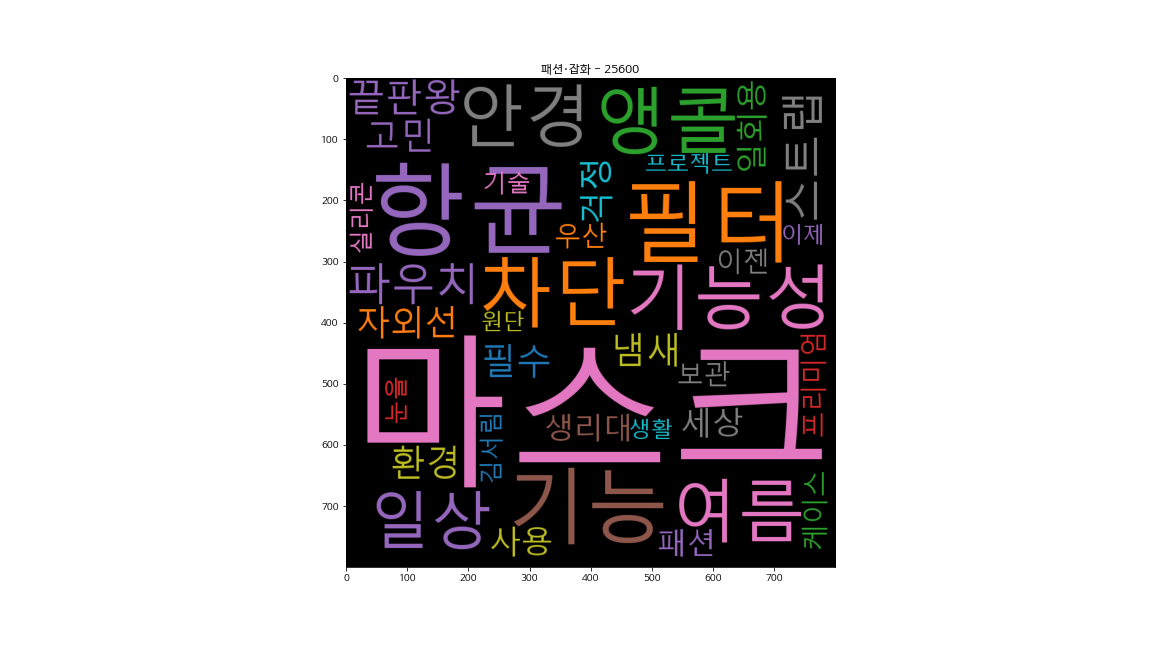 패션·잡화 - 25600
끝판왕
안경
앵콜
일회용
스트랩
고민
프로젝트
기술
걱정
항균
필터
실리콘
우산
이제
이젠
파우치
차단
기능성
자외선
원단
필수
냄새
보관
프리미엄
마스크
눈을
생리대
생활
세상
김서림
환경
일상
기능
여름
케이스
사용
패션
0
100
200
300
400
500
600
700
0 100 200 300 400 500 600 700